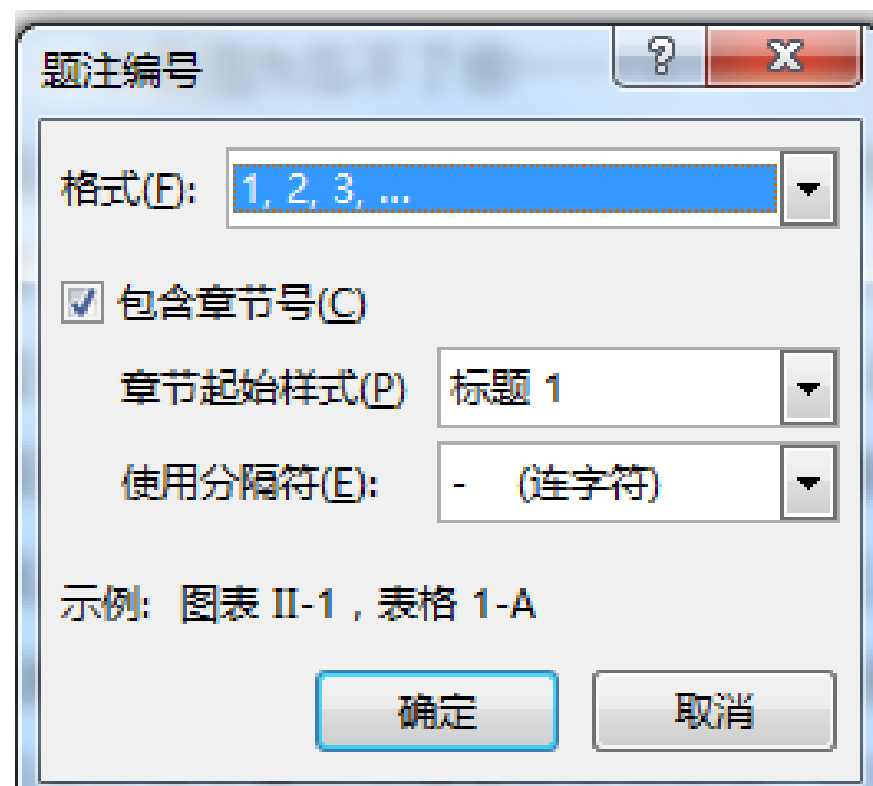 题注编号
格式(F): 1, 2, 3, ...
包含章节号(C)
章节起始样式(P) 标题 1
使用分隔符(E): - (连字符)
示例: 图表 II-1，表格 1-A
确定 取消